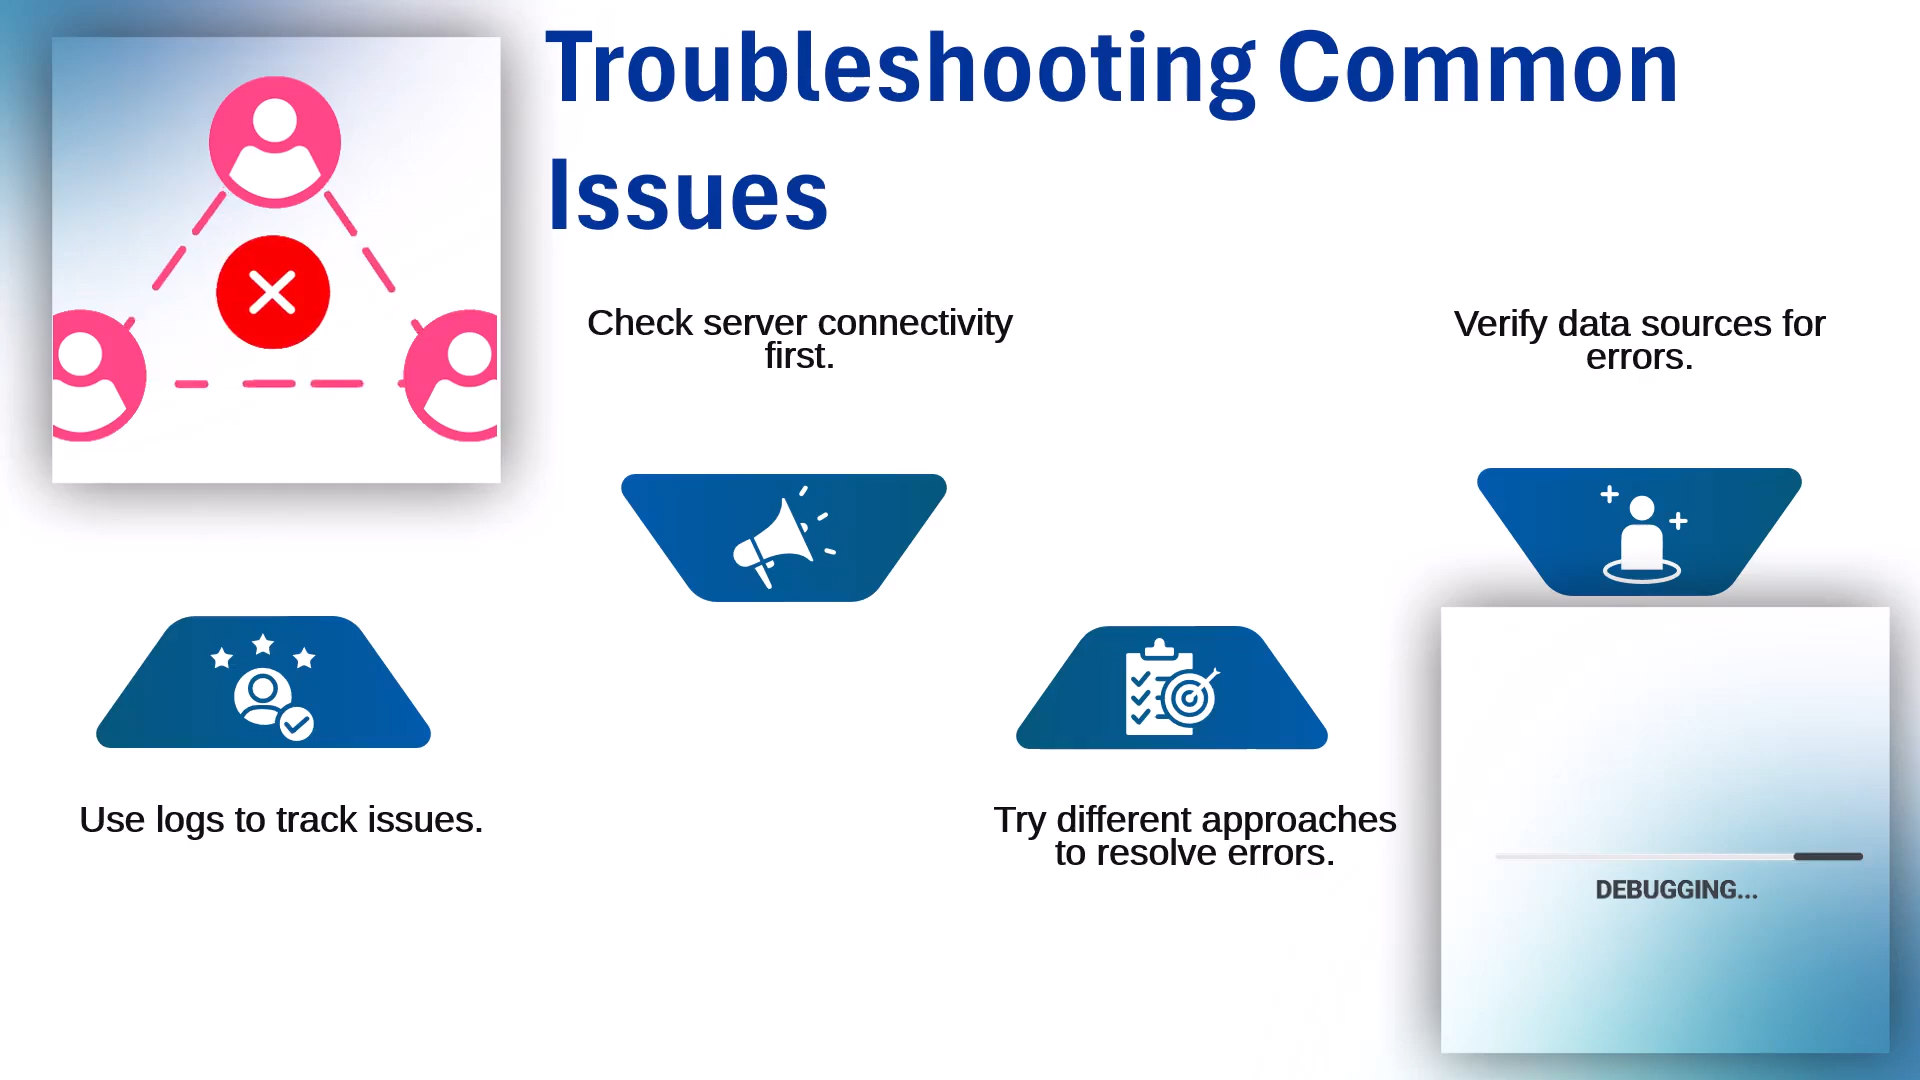 Troubleshooting Common
Issues
Check server connectivity
first.
Verify data sources for
errors.
Use logs to track issues.
Try different approaches
to resolve errors.
DEBUGGING...